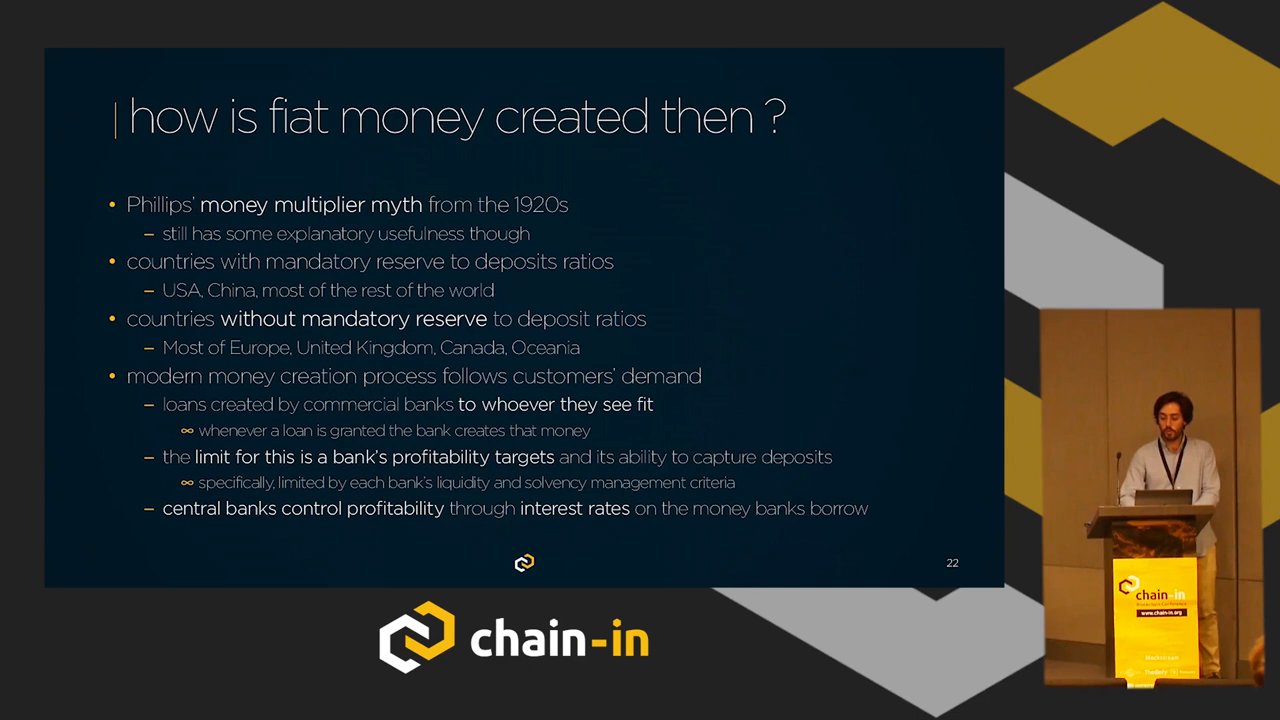 how is fiat money created then ?
• Phillips' money multiplier myth from the 1920s
– still has some explanatory usefulness though
• countries with mandatory reserve to deposits ratios
– USA, China, most of the rest of the world
• countries without mandatory reserve to deposit ratios
– Most of Europe, United Kingdom, Canada, Oceania
• modern money creation process follows customers' demand
– loans created by commercial banks to whoever they see fit
∞ whenever a loan is granted the bank creates that money
– the limit for this is a bank's profitability targets and its ability to capture deposits
∞ specifically, limited by each bank's liquidity and solvency management criteria
– central banks control profitability through interest rates on the money banks borrow
22
chain-in
chain-in
www.chain-in.org